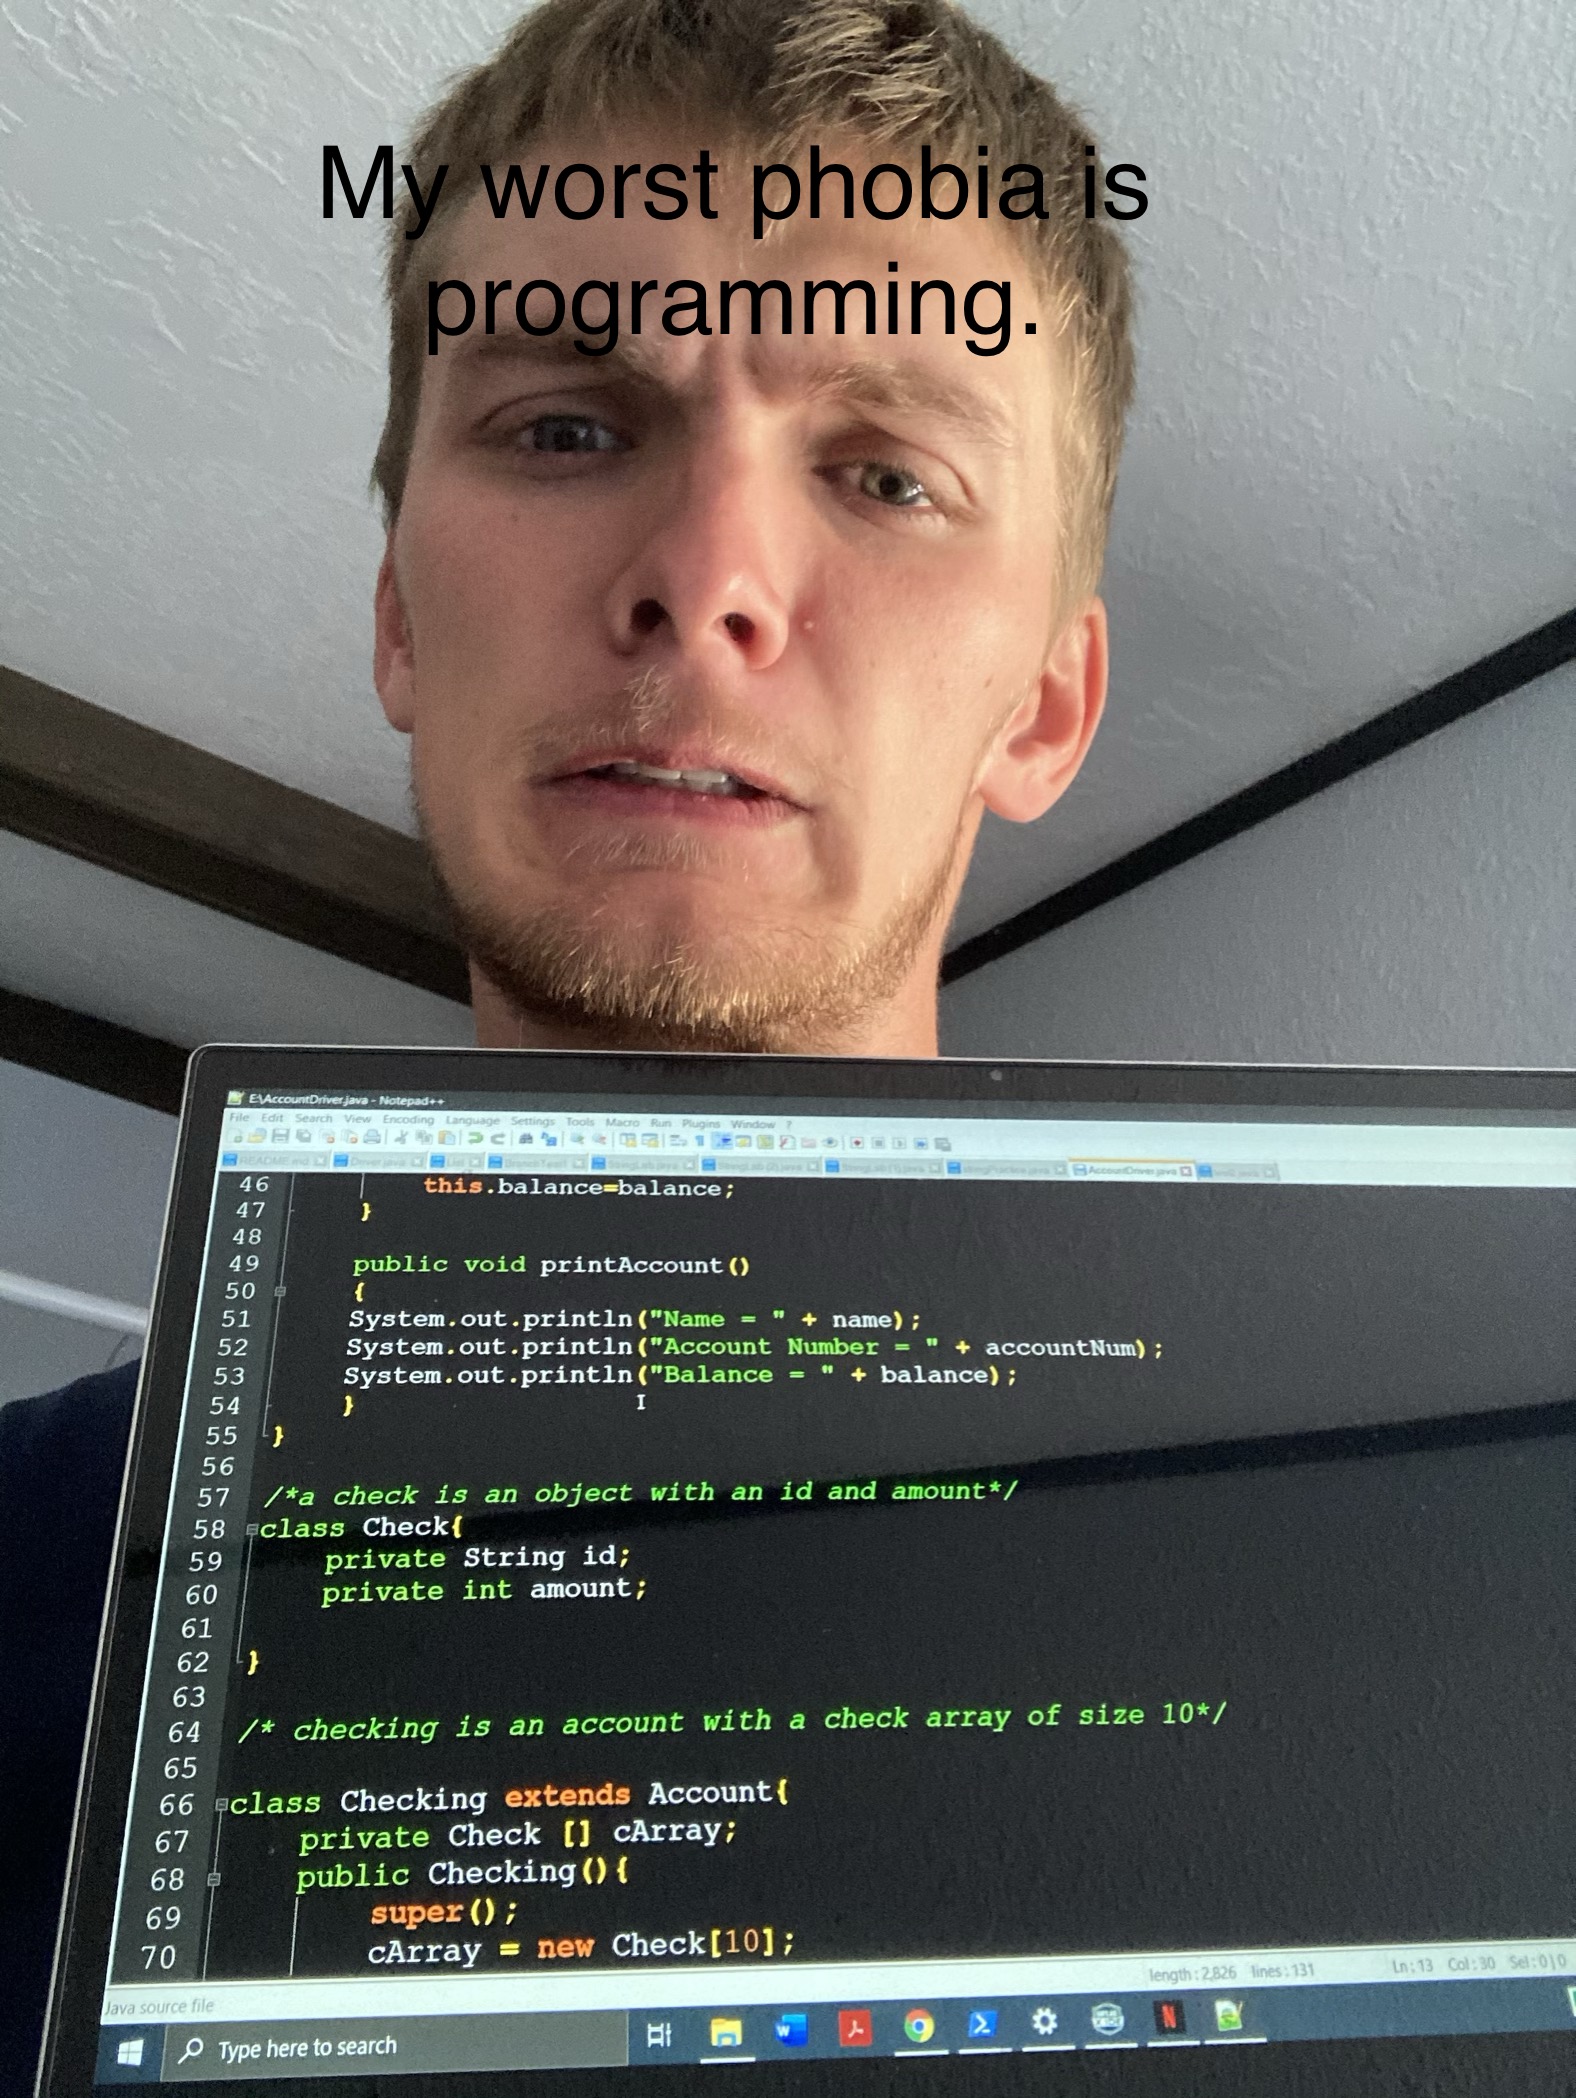 My worst phobia is
programming.
E:\AccountDriver.java - Notepad++
File Edit Search View Encoding Language Settings Tools Macro Run Plugins Window ?
AccountDriver.java
46 this.balance=balance;
47 }
48
49 public void printAccount()
50 {
51 System.out.println("Name = " + name);
52 System.out.println("Account Number = " + accountNum);
53 System.out.println("Balance = " + balance);
54 }
55 }
56
57 /*a check is an object with an id and amount*/
58 class Check{
59 private String id;
60 private int amount;
61
62 }
63
64 /* checking is an account with a check array of size 10*/
65
66 class Checking extends Account{
67 private Check [] cArray;
68 public Checking(){
69 super();
70 cArray = new Check[10];
Java source file length:2,826 lines:131 Ln:13 Col:30 Sel:0|0
Type here to search